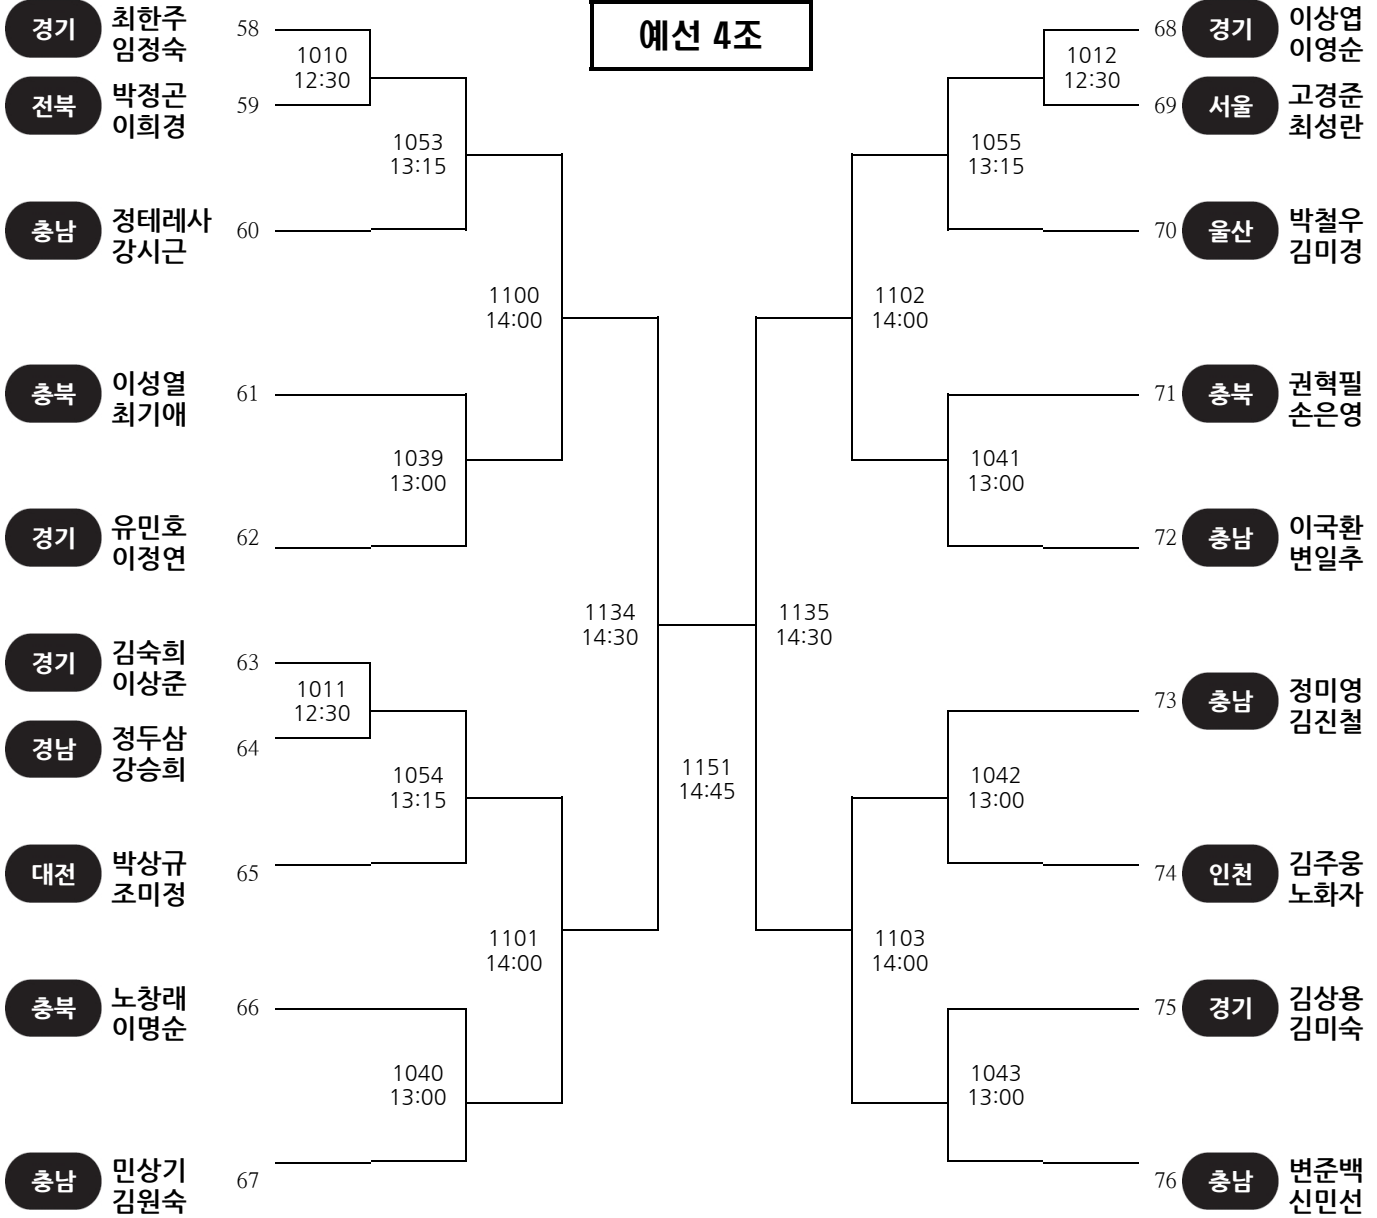 예선 4조
경기
최한주
임정숙
58
1010
12:30
전북
박정곤
이희경
59
1053
13:15
충남
정테레사
강시근
60
1100
14:00
충북
이성열
최기애
61
1039
13:00
경기
유민호
이정연
62
1134
14:30
경기
김숙희
이상준
63
1011
12:30
경남
정두삼
강승희
64
1054
13:15
대전
박상규
조미정
65
1101
14:00
충북
노창래
이명순
66
1040
13:00
충남
민상기
김원숙
67
1151
14:45
68
경기
이상엽
이영순
1012
12:30
69
서울
고경준
최성란
1055
13:15
70
울산
박철우
김미경
1102
14:00
71
충북
권혁필
손은영
1041
13:00
72
충남
이국환
변일추
1135
14:30
73
충남
정미영
김진철
1042
13:00
74
인천
김주웅
노화자
1103
14:00
75
경기
김상용
김미숙
1043
13:00
76
충남
변준백
신민선